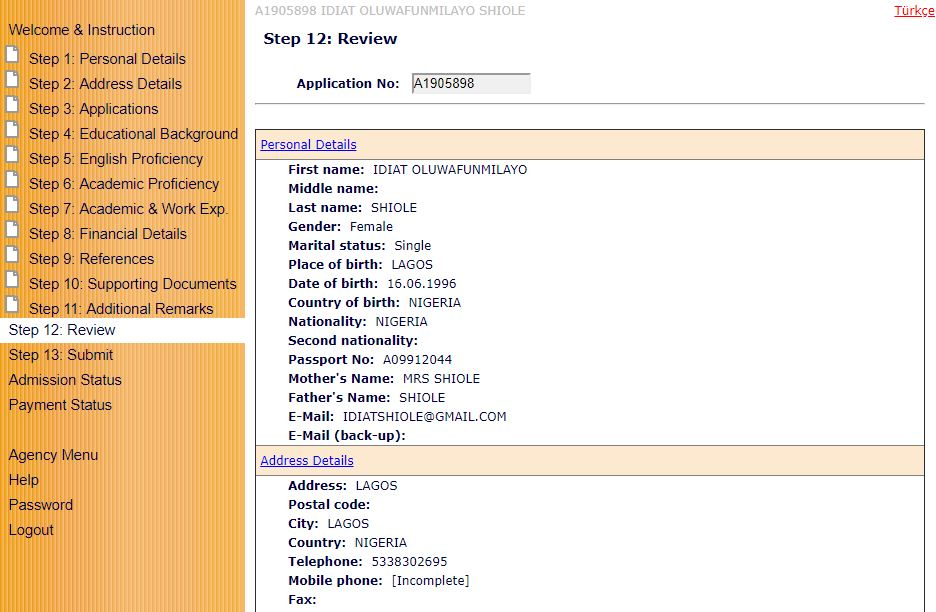 A1905898 IDIAT OLUWAFUNMILAYO SHIOLE
Türkçe
Welcome & Instruction
Step 1: Personal Details
Step 2: Address Details
Step 3: Applications
Step 4: Educational Background
Step 5: English Proficiency
Step 6: Academic Proficiency
Step 7: Academic & Work Exp.
Step 8: Financial Details
Step 9: References
Step 10: Supporting Documents
Step 11: Additional Remarks
Step 12: Review
Step 13: Submit
Admission Status
Payment Status
Agency Menu
Help
Password
Logout
Step 12: Review
Application No: A1905898
Personal Details
First name: IDIAT OLUWAFUNMILAYO
Middle name:
Last name: SHIOLE
Gender: Female
Marital status: Single
Place of birth: LAGOS
Date of birth: 16.06.1996
Country of birth: NIGERIA
Nationality: NIGERIA
Second nationality:
Passport No: A09912044
Mother's Name: MRS SHIOLE
Father's Name: SHIOLE
E-Mail: IDIATSHIOLE@GMAIL.COM
E-Mail (back-up):
Address Details
Address: LAGOS
Postal code:
City: LAGOS
Country: NIGERIA
Telephone: 5338302695
Mobile phone: [Incomplete]
Fax: